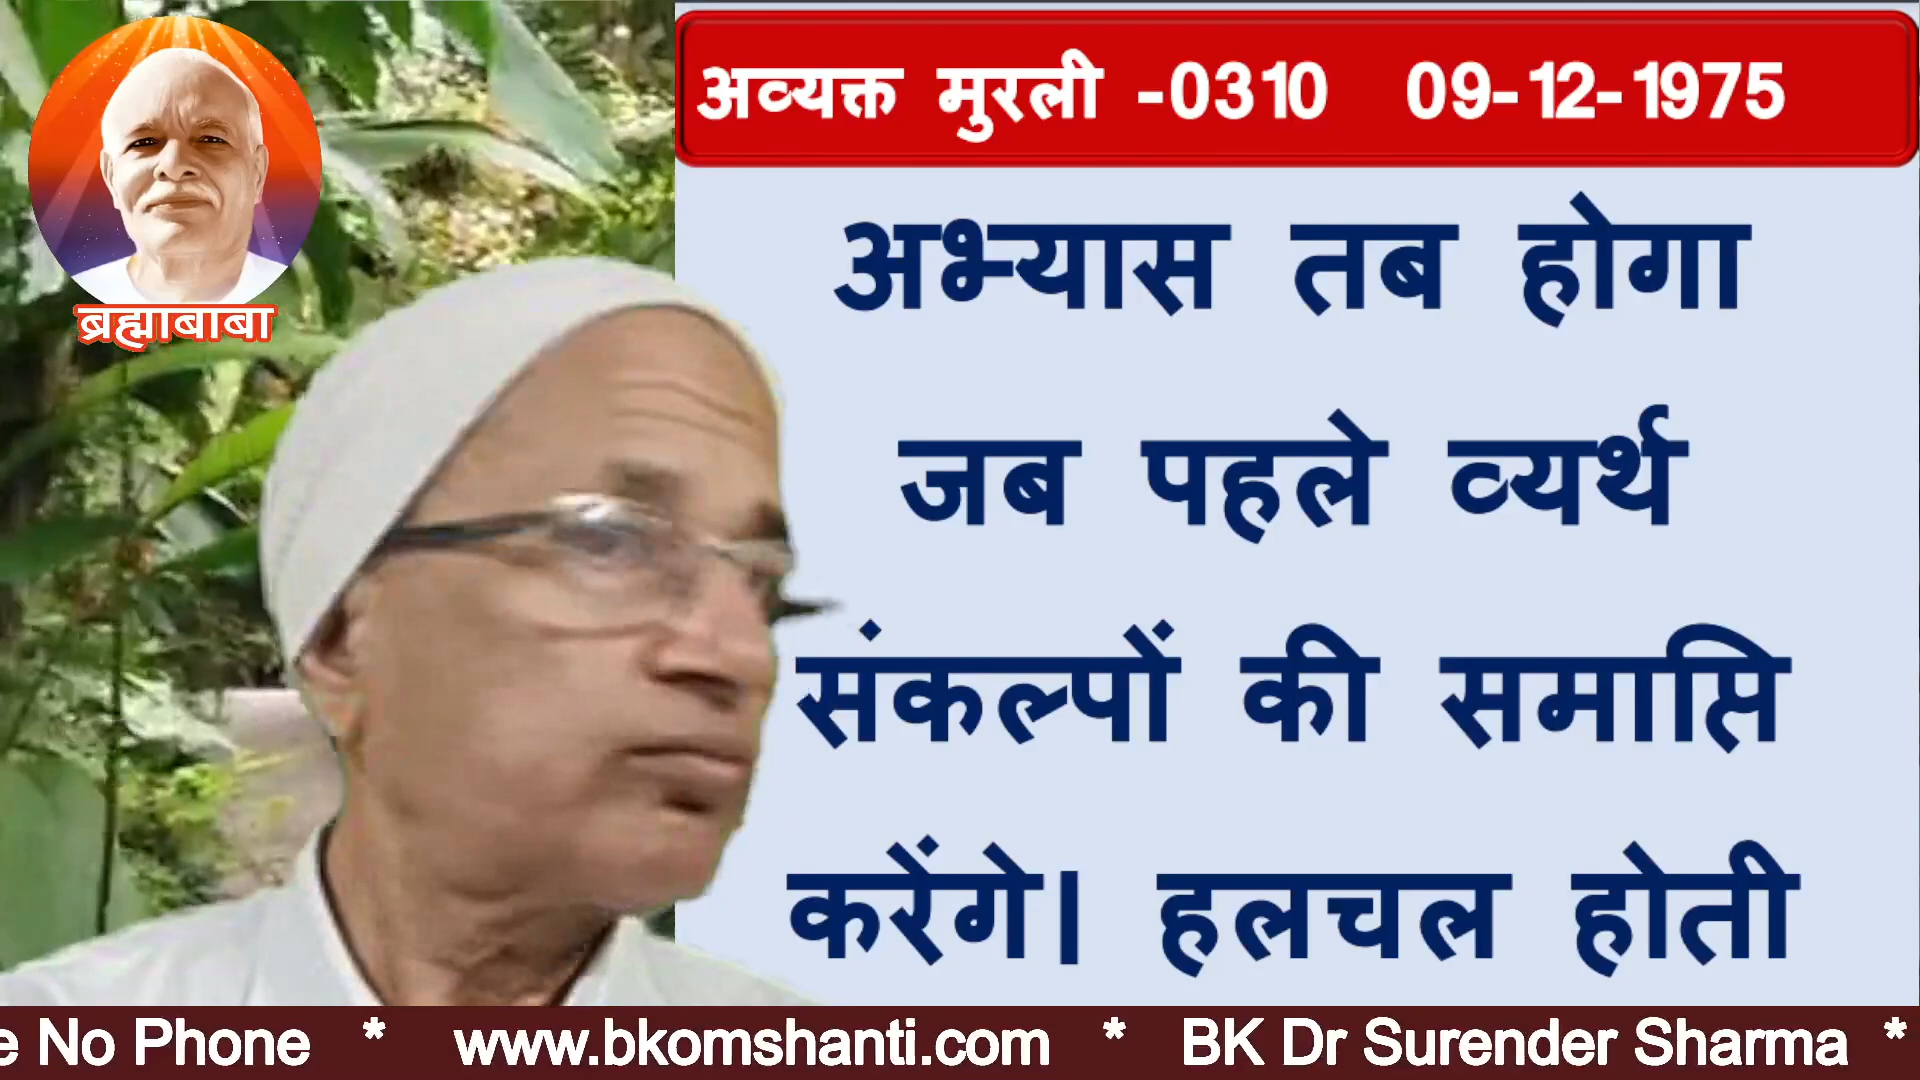 अव्यक्त मुरली -0310 09-12-1975
ब्रह्माबाबा
अभ्यास तब होगा
जब पहले व्यर्थ
संकल्पों की समाप्ति
करेंगे। हलचल होती
No Phone * www.bkomshanti.com * BK Dr Surender Sharma *